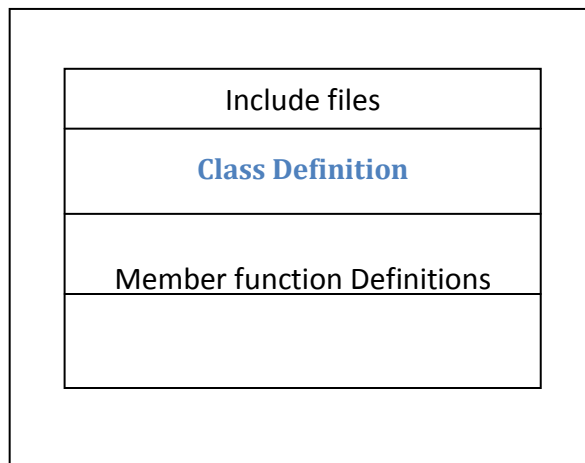 Include files
Class Definition
Member function Definitions